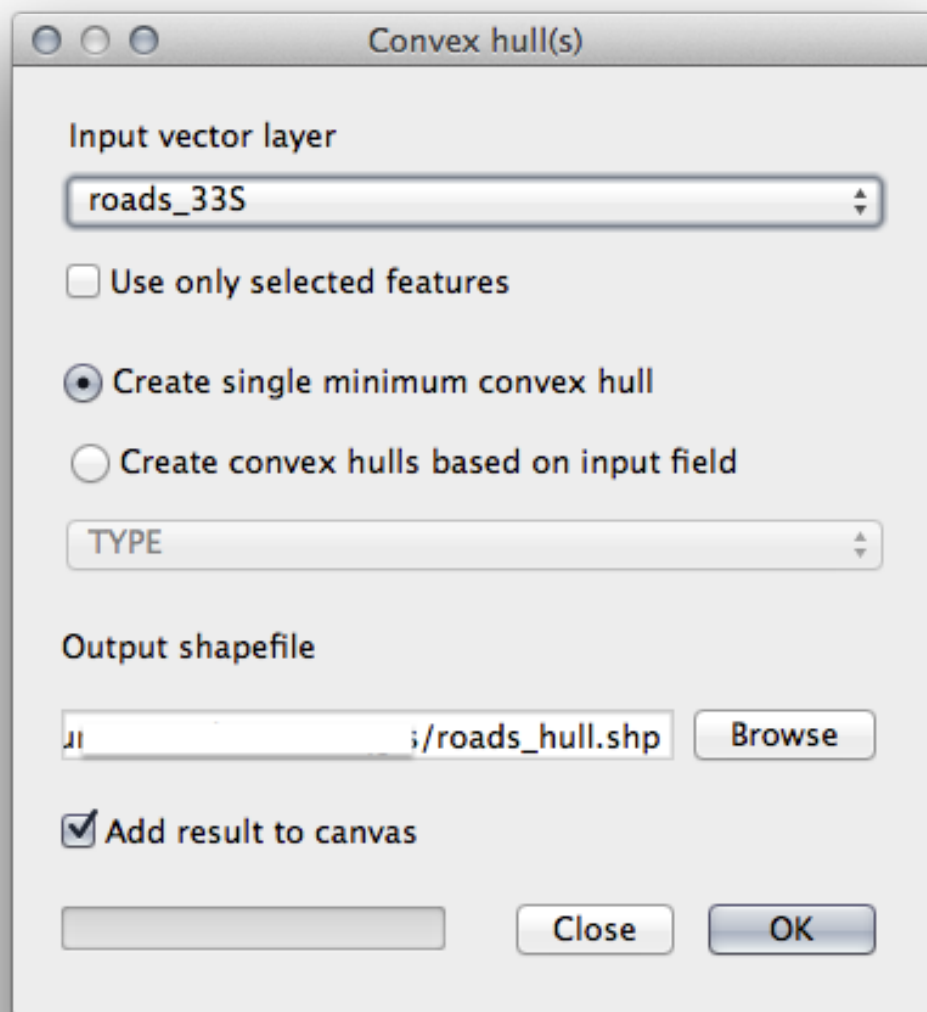 Convex hull(s)
Input vector layer
roads_33S
Use only selected features
Create single minimum convex hull
Create convex hulls based on input field
TYPE
Output shapefile
/roads_hull.shp
Browse
Add result to canvas
Close
OK